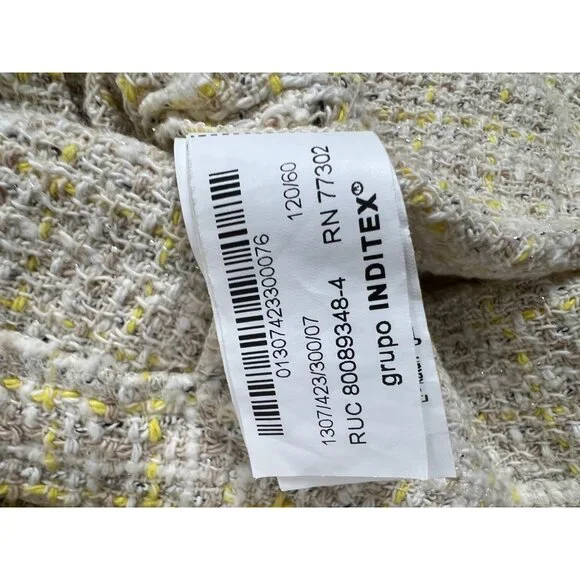 01307423300076 120/60
1307/423/300/07
RUC 80089348-4 RN 77302
grupo INDITEX®